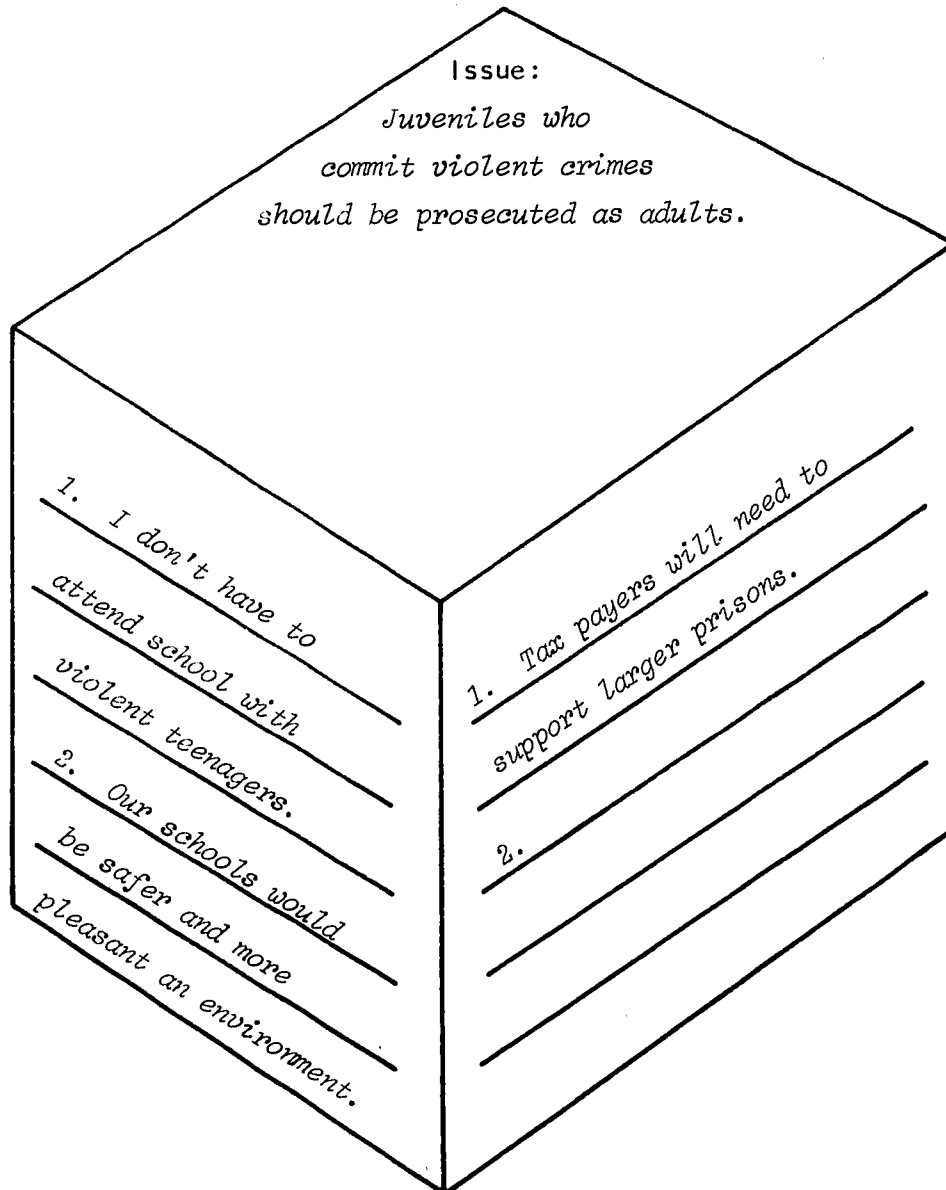 Issue:
Juveniles who
commit violent crimes
should be prosecuted as adults.
1. I don't have to
attend school with
violent teenagers.
2. Our schools would
be safer and more
pleasant an environment.
1. Tax payers will need to
support larger prisons.
2.